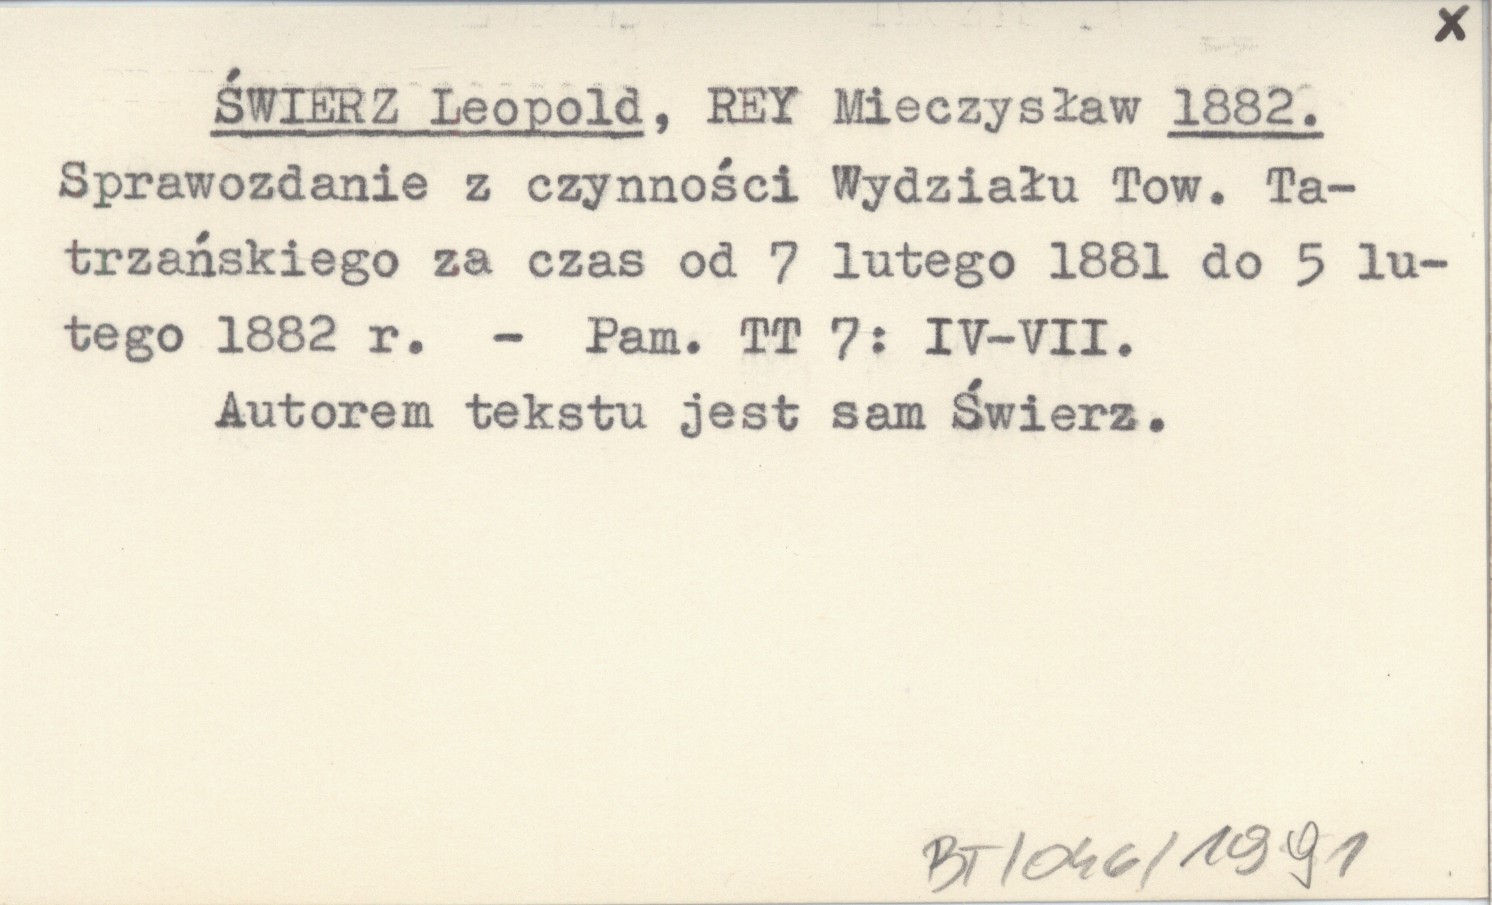 x
ŚWIERZ Leopold, REY Mieczysław 1882.
Sprawozdanie z czynności Wydziału Tow. Ta-
trzańskiego za czas od 7 lutego 1881 do 5 lu-
tego 1882 r. - Pam. TT 7: IV-VII.
Autorem tekstu jest sam Świerz.
BT/046/1991